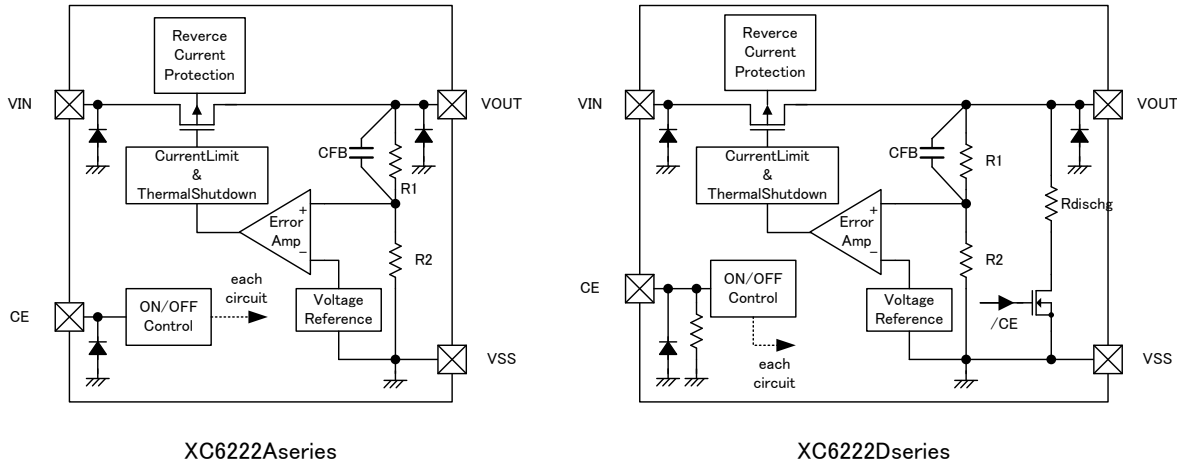 Reverce
Current
Protection
VIN
VOUT
CurrentLimit
&
ThermalShutdown
CFB
R1
+
Error
Amp
−
R2
each
circuit
CE
ON/OFF
Control
Voltage
Reference
VSS
XC6222Aseries
Reverce
Current
Protection
VIN
VOUT
CurrentLimit
&
ThermalShutdown
CFB
R1
Rdischg
+
Error
Amp
−
R2
CE
ON/OFF
Control
Voltage
Reference
/CE
each
circuit
VSS
XC6222Dseries